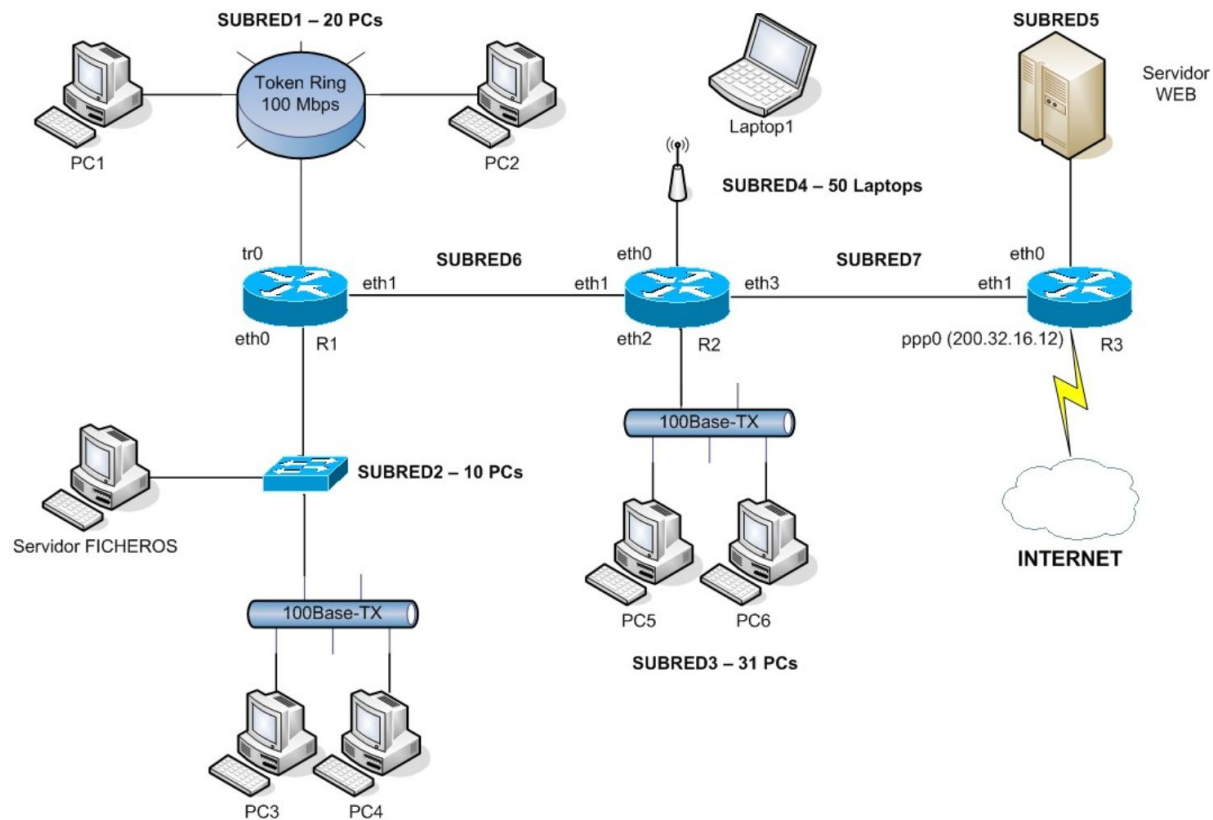 SUBRED1 – 20 PCs
SUBRED5
Token Ring
100 Mbps
Servidor
WEB
PC1
PC2
Laptop1
SUBRED4 – 50 Laptops
tr0
eth1
SUBRED6
eth1
eth0
eth3
SUBRED7
eth1
eth0
eth0
R1
eth2
R2
ppp0 (200.32.16.12)
R3
100Base-TX
SUBRED2 – 10 PCs
Servidor FICHEROS
INTERNET
100Base-TX
PC5
PC6
SUBRED3 – 31 PCs
PC3
PC4